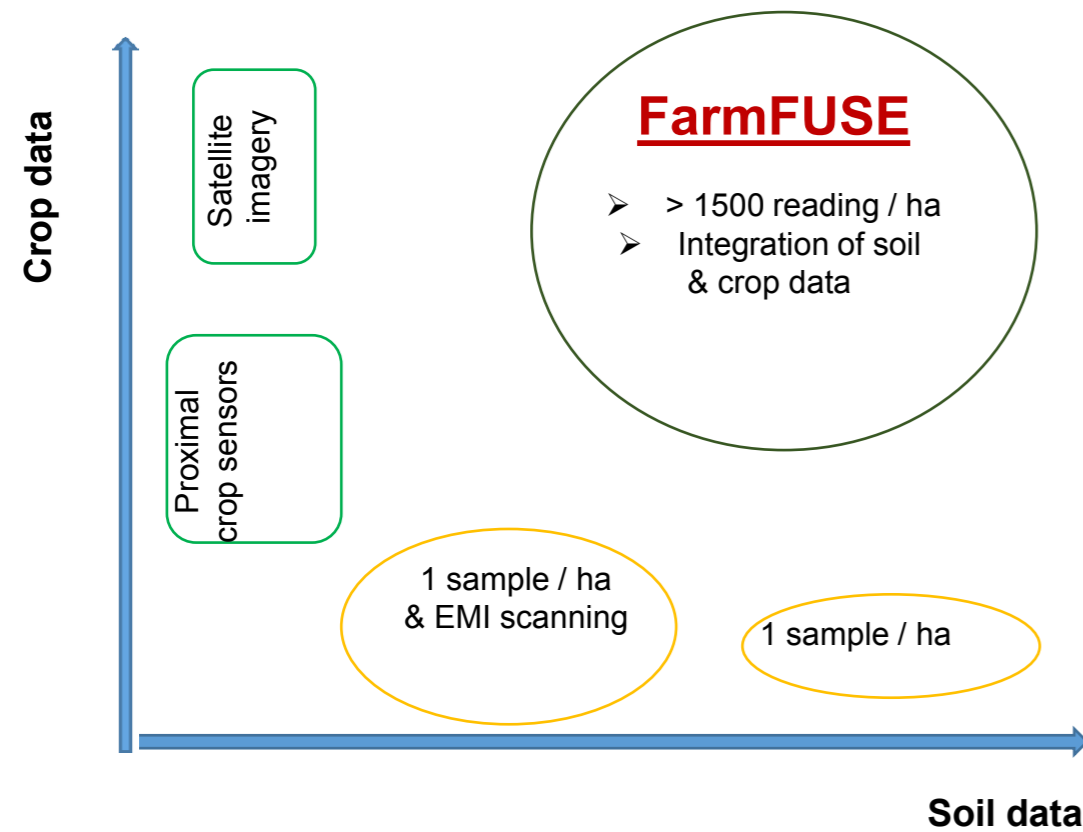 Crop data
Satellite
imagery
FarmFUSE
➢ > 1500 reading / ha
➢ Integration of soil
& crop data
Proximal
crop sensors
1 sample / ha
& EMI scanning
1 sample / ha
Soil data